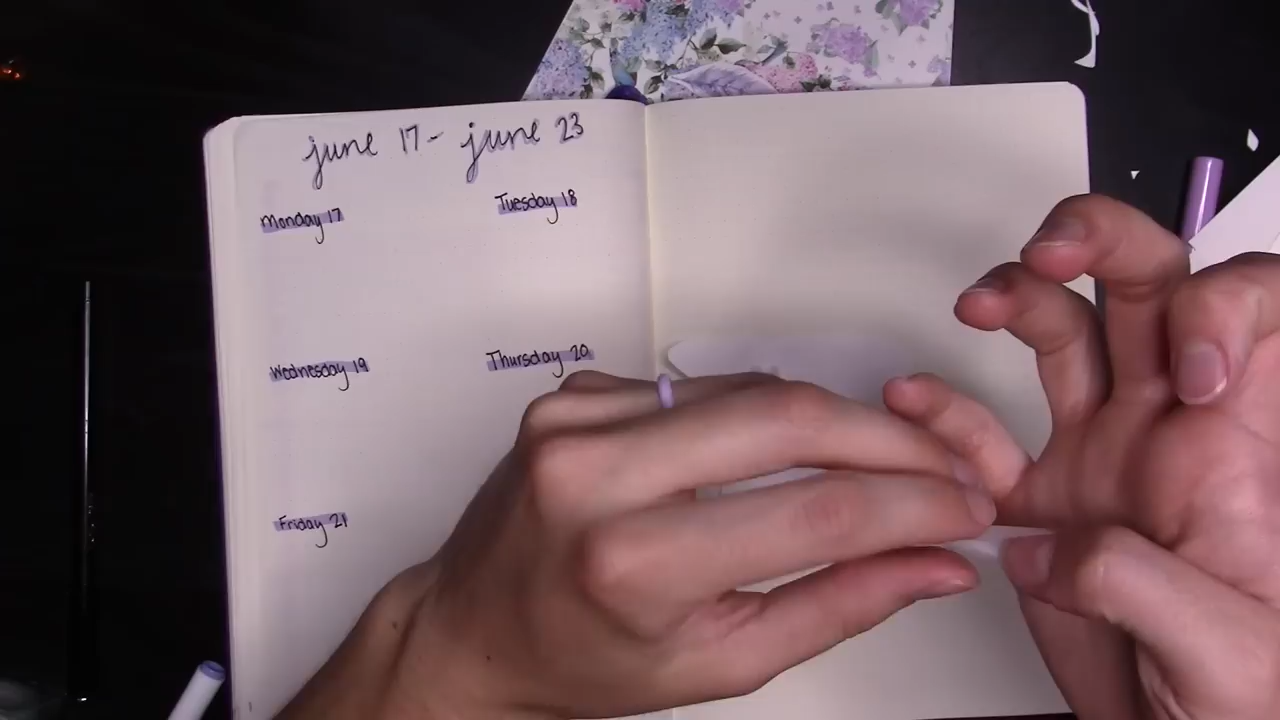 june 17- june 23
Monday 17
Tuesday 18
Wednesday 19
Thursday 20
Friday 21